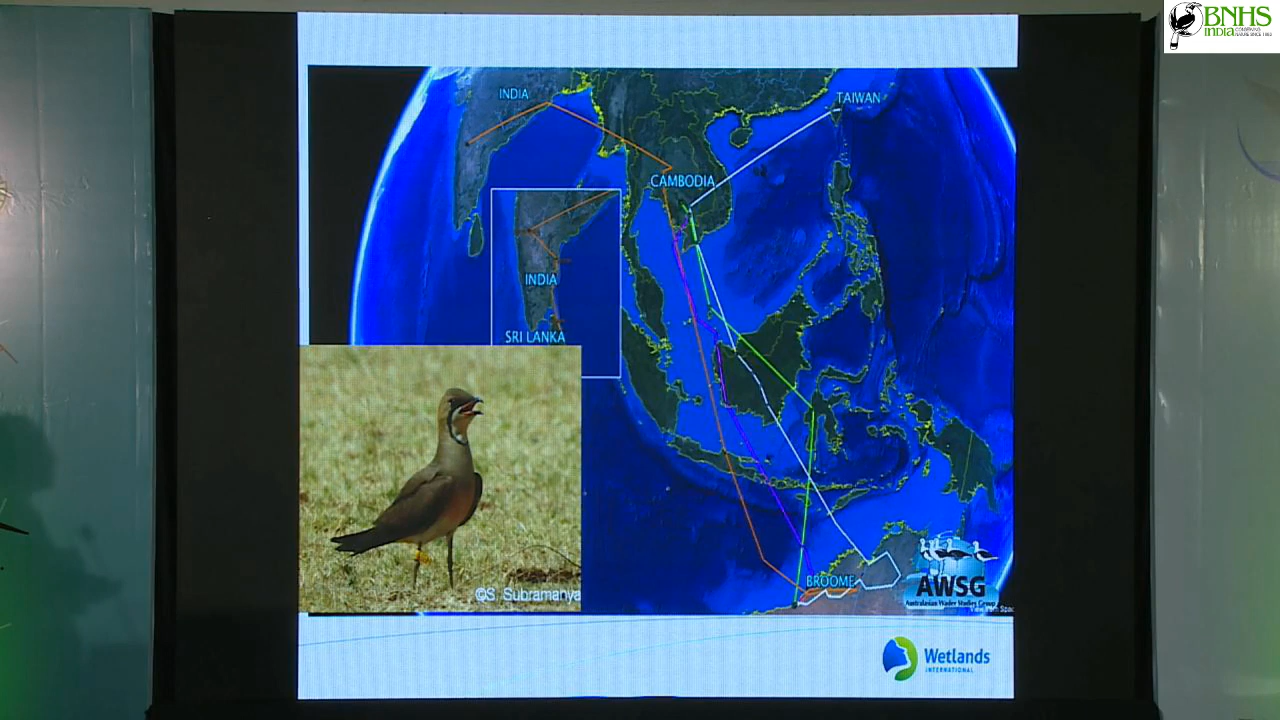 BNHS
INDIA
INDIA
TAIWAN
CAMBODIA
INDIA
SRI LANKA
©S. Subramanya
BROOME
AWSG
Australasian Wader Studies Group
Wetlands
INTERNATIONAL